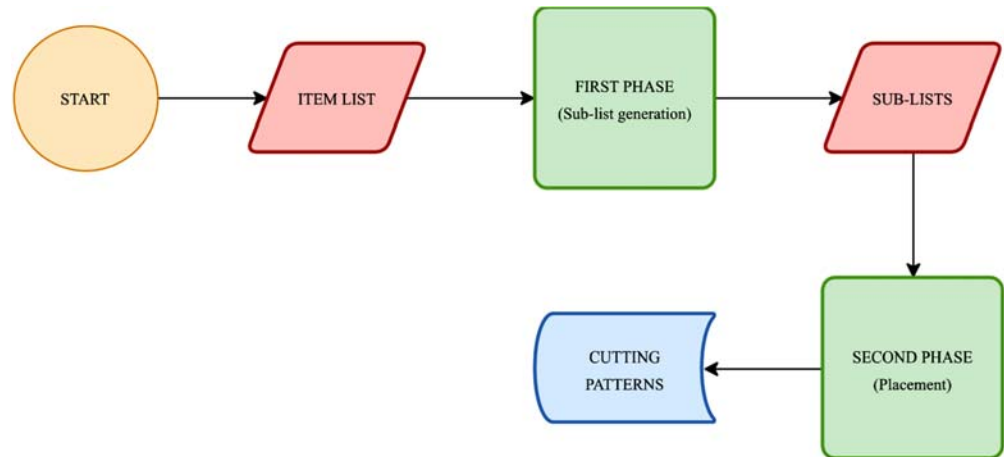 START
ITEM LIST
FIRST PHASE
(Sub-list generation)
SUB-LISTS
CUTTING
PATTERNS
SECOND PHASE
(Placement)